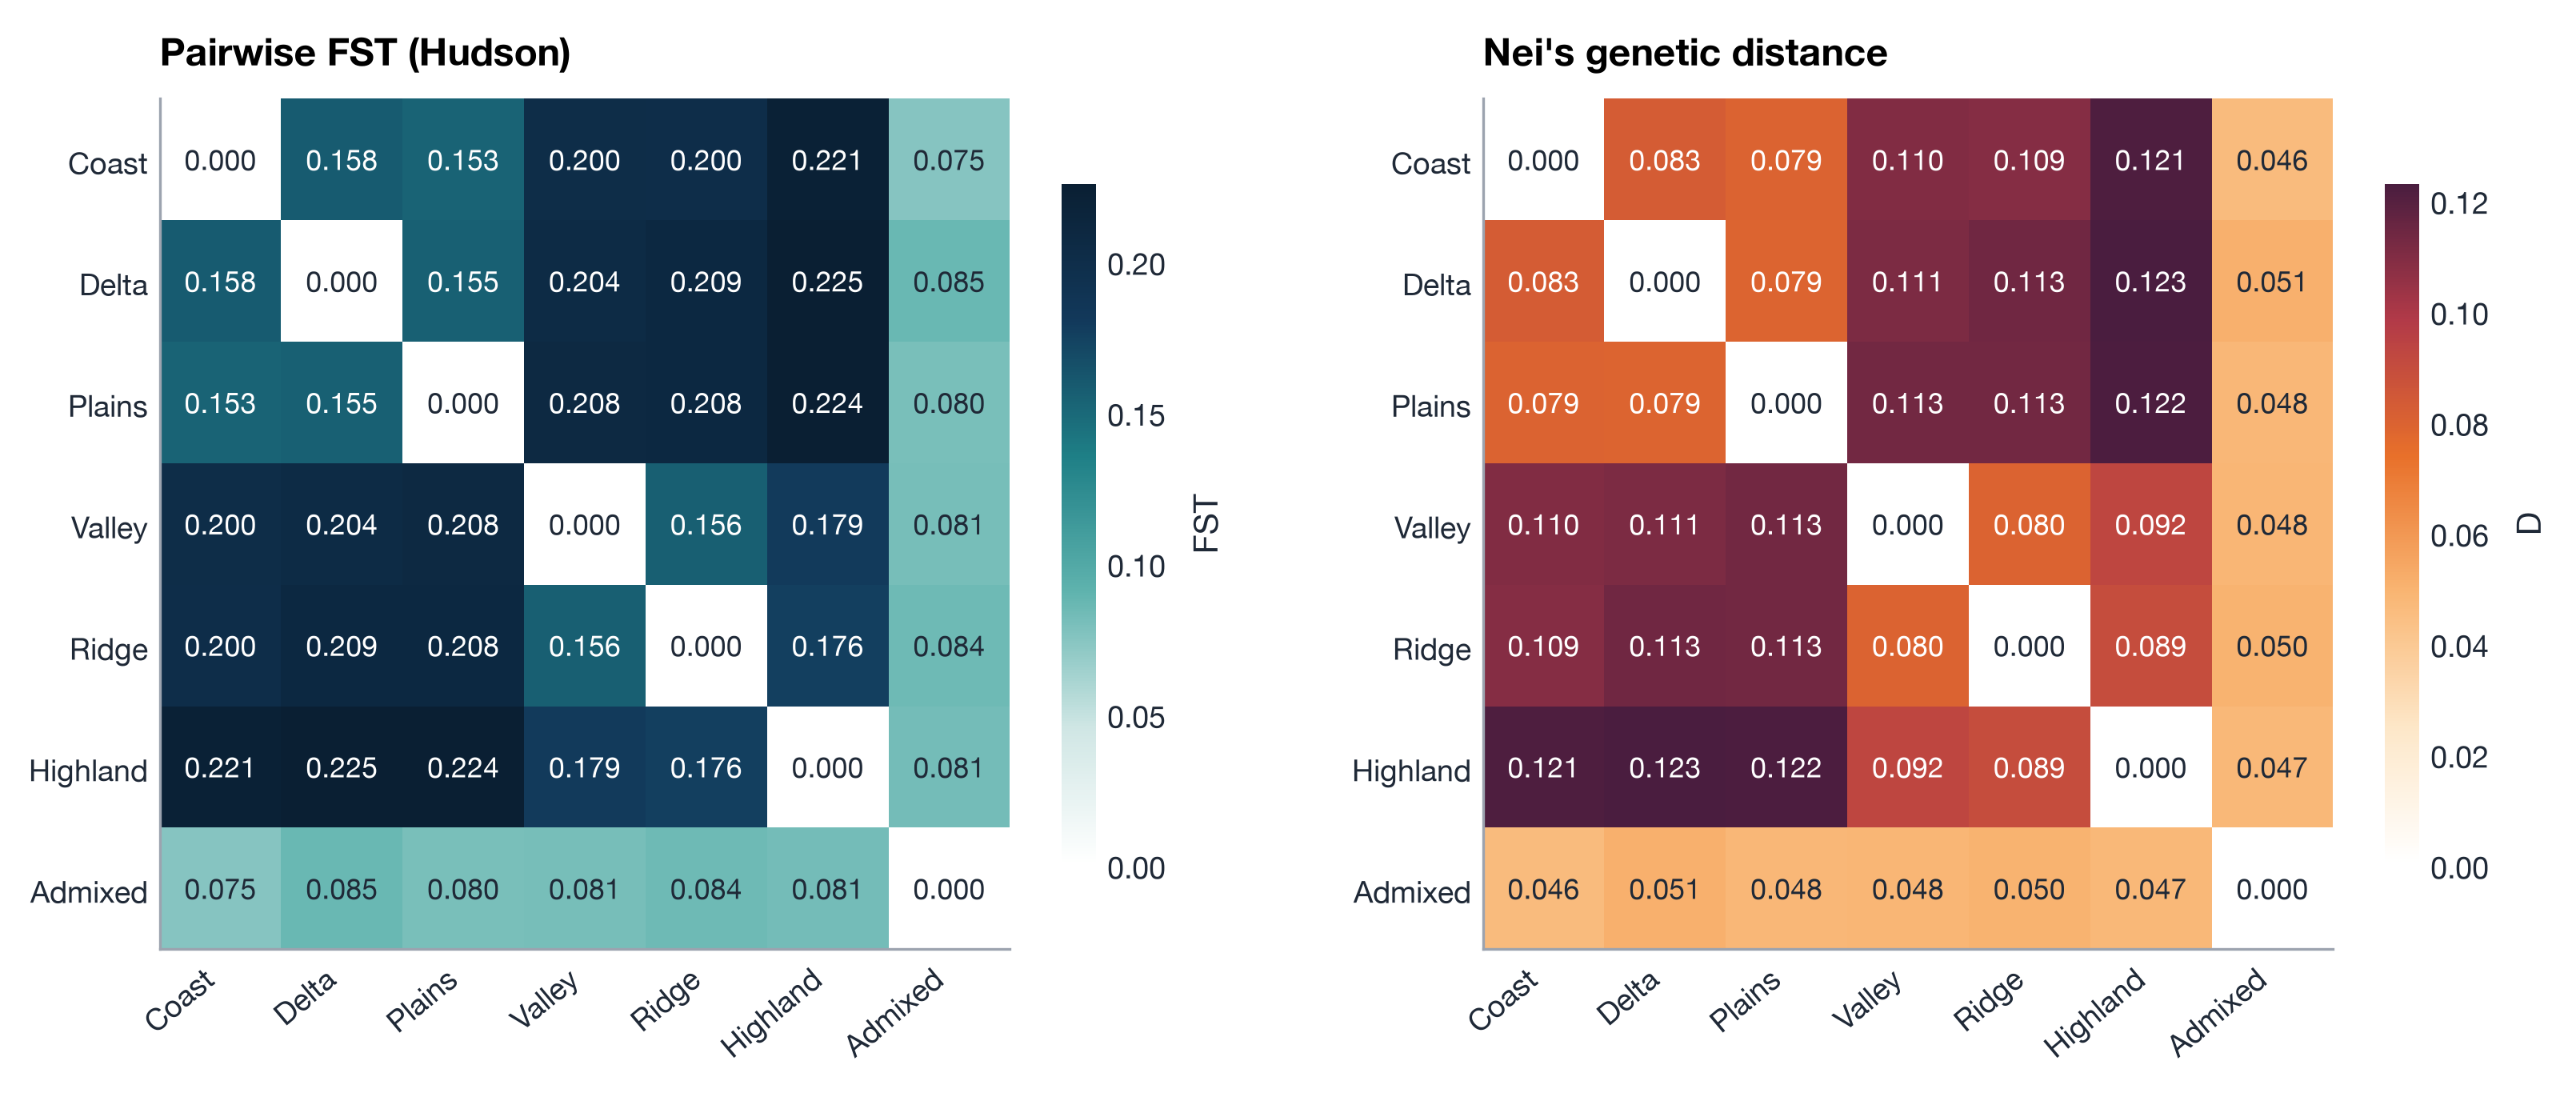 Pairwise FST (Hudson)
Coast 0.000 0.158 0.153 0.200 0.200 0.221 0.075
Delta 0.158 0.000 0.155 0.204 0.209 0.225 0.085
Plains 0.153 0.155 0.000 0.208 0.208 0.224 0.080
Valley 0.200 0.204 0.208 0.000 0.156 0.179 0.081
Ridge 0.200 0.209 0.208 0.156 0.000 0.176 0.084
Highland 0.221 0.225 0.224 0.179 0.176 0.000 0.081
Admixed 0.075 0.085 0.080 0.081 0.084 0.081 0.000
Coast Delta Plains Valley Ridge Highland Admixed
0.20
0.15
0.10
0.05
0.00
FST
Nei's genetic distance
Coast 0.000 0.083 0.079 0.110 0.109 0.121 0.046
Delta 0.083 0.000 0.079 0.111 0.113 0.123 0.051
Plains 0.079 0.079 0.000 0.113 0.113 0.122 0.048
Valley 0.110 0.111 0.113 0.000 0.080 0.092 0.048
Ridge 0.109 0.113 0.113 0.080 0.000 0.089 0.050
Highland 0.121 0.123 0.122 0.092 0.089 0.000 0.047
Admixed 0.046 0.051 0.048 0.048 0.050 0.047 0.000
Coast Delta Plains Valley Ridge Highland Admixed
0.12
0.10
0.08
0.06
0.04
0.02
0.00
D